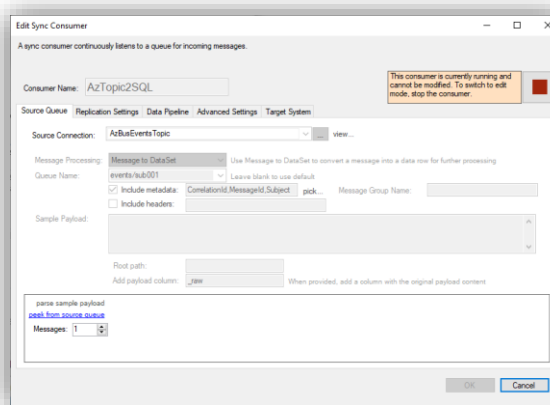 Edit Sync Consumer
A sync consumer continuously listens to a queue for incoming messages.
Consumer Name: AzTopic2SQL
This consumer is currently running and
cannot be modified. To switch to edit
mode, stop the consumer.
Source Queue Replication Settings Data Pipeline Advanced Settings Target System
Source Connection: AzBusEventsTopic ... view...
Message Processing: Message to DataSet Use Message to DataSet to convert a message into a data row for further processing
Queue Name: events/sub001 Leave blank to use default
Include metadata: CorrelationId,MessageId,Subject pick... Message Group Name:
Include headers:
Sample Payload:
Root path:
Add payload column: _raw When provided, add a column with the original payload content
parse sample payload
peek from source queue
Messages: 1
OK Cancel